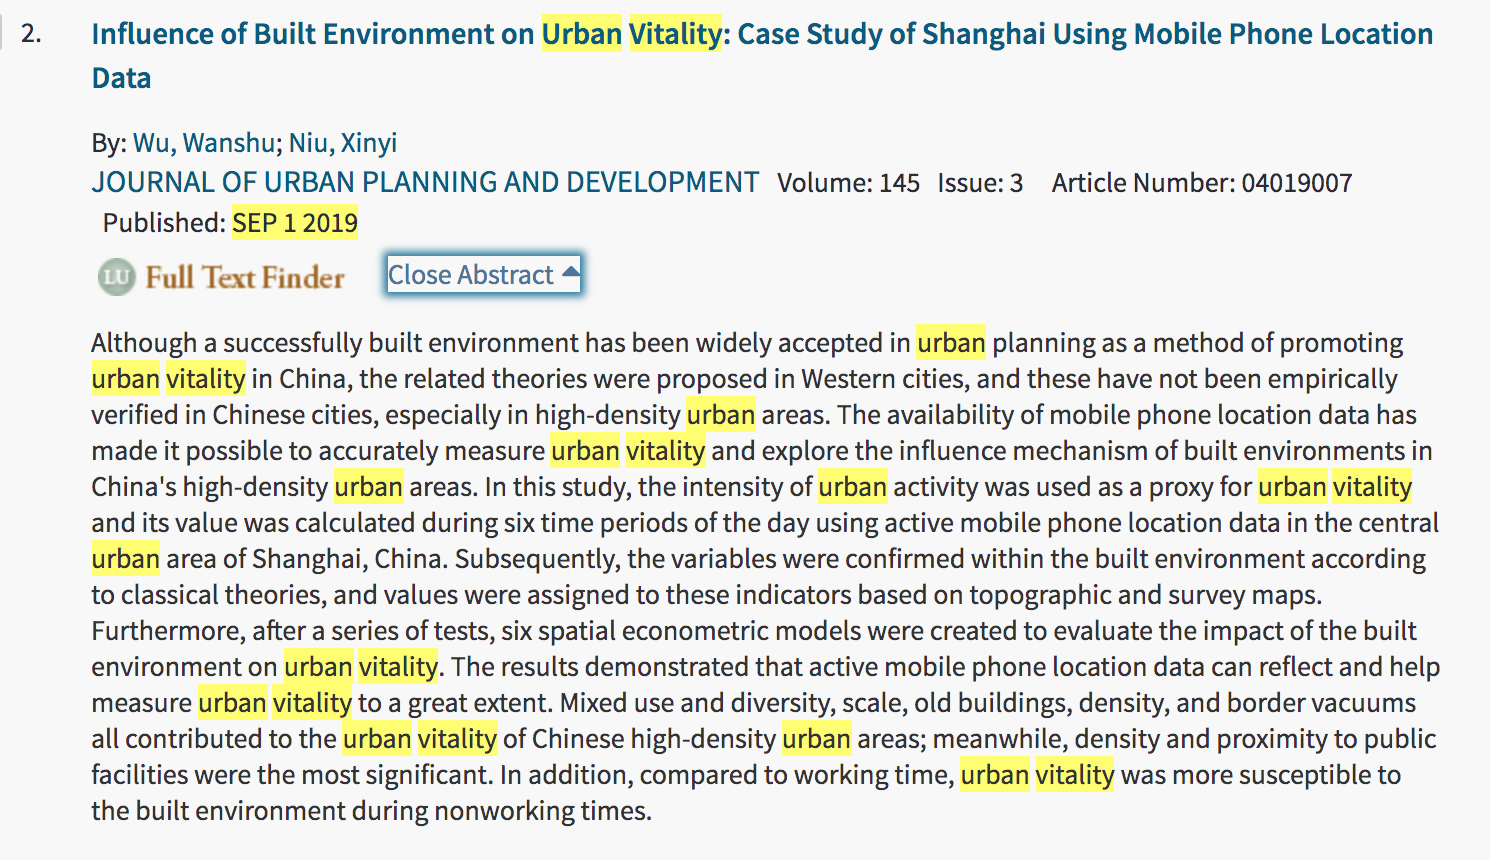 2.
Influence of Built Environment on Urban Vitality: Case Study of Shanghai Using Mobile Phone Location
Data
By: Wu, Wanshu; Niu, Xinyi
JOURNAL OF URBAN PLANNING AND DEVELOPMENT Volume: 145 Issue: 3 Article Number: 04019007
Published: SEP 1 2019
LU Full Text Finder Close Abstract
Although a successfully built environment has been widely accepted in urban planning as a method of promoting
urban vitality in China, the related theories were proposed in Western cities, and these have not been empirically
verified in Chinese cities, especially in high-density urban areas. The availability of mobile phone location data has
made it possible to accurately measure urban vitality and explore the influence mechanism of built environments in
China's high-density urban areas. In this study, the intensity of urban activity was used as a proxy for urban vitality
and its value was calculated during six time periods of the day using active mobile phone location data in the central
urban area of Shanghai, China. Subsequently, the variables were confirmed within the built environment according
to classical theories, and values were assigned to these indicators based on topographic and survey maps.
Furthermore, after a series of tests, six spatial econometric models were created to evaluate the impact of the built
environment on urban vitality. The results demonstrated that active mobile phone location data can reflect and help
measure urban vitality to a great extent. Mixed use and diversity, scale, old buildings, density, and border vacuums
all contributed to the urban vitality of Chinese high-density urban areas; meanwhile, density and proximity to public
facilities were the most significant. In addition, compared to working time, urban vitality was more susceptible to
the built environment during nonworking times.